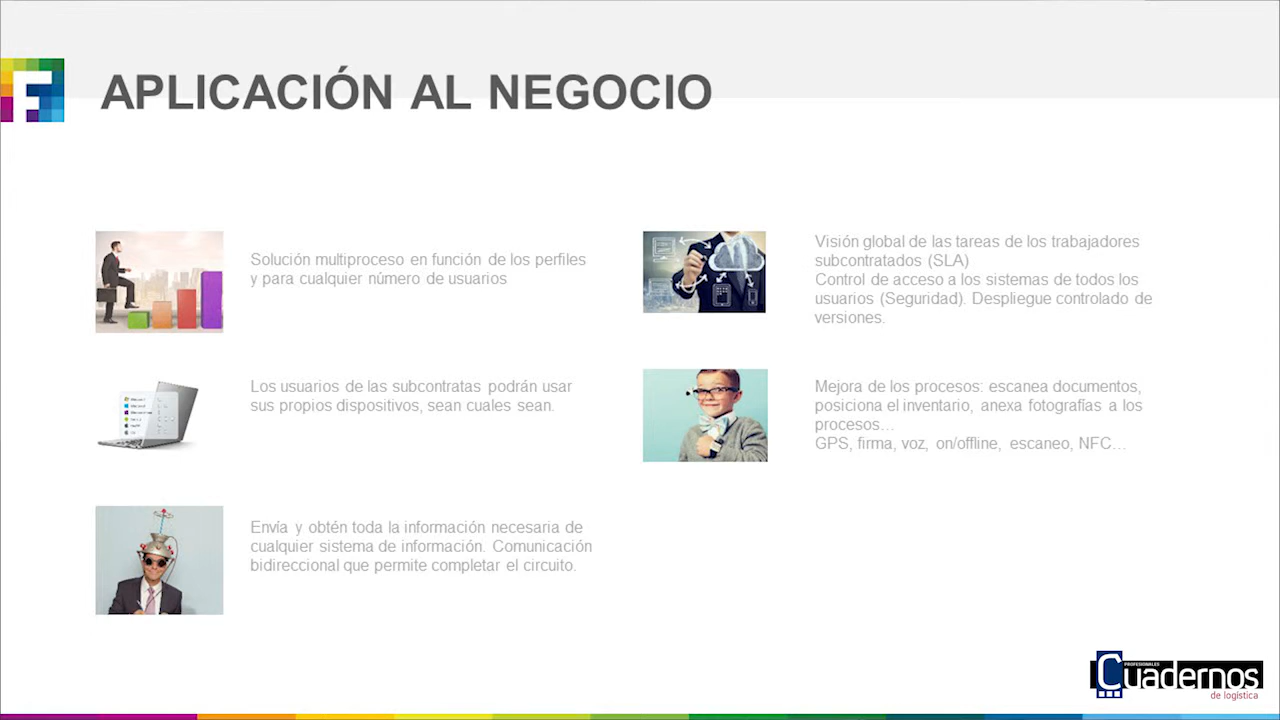 F
APLICACIÓN AL NEGOCIO
Solución multiproceso en función de los perfiles
y para cualquier número de usuarios
Los usuarios de las subcontratas podrán usar
sus propios dispositivos, sean cuales sean.
Envía y obtén toda la información necesaria de
cualquier sistema de información. Comunicación
bidireccional que permite completar el circuito.
Visión global de las tareas de los trabajadores
subcontratados (SLA)
Control de acceso a los sistemas de todos los
usuarios (Seguridad). Despliegue controlado de
versiones.
Mejora de los procesos: escanea documentos,
posiciona el inventario, anexa fotografías a los
procesos…
GPS, firma, voz, on/offline, escaneo, NFC…
PROFESIONALES
Cuadernos
de logística